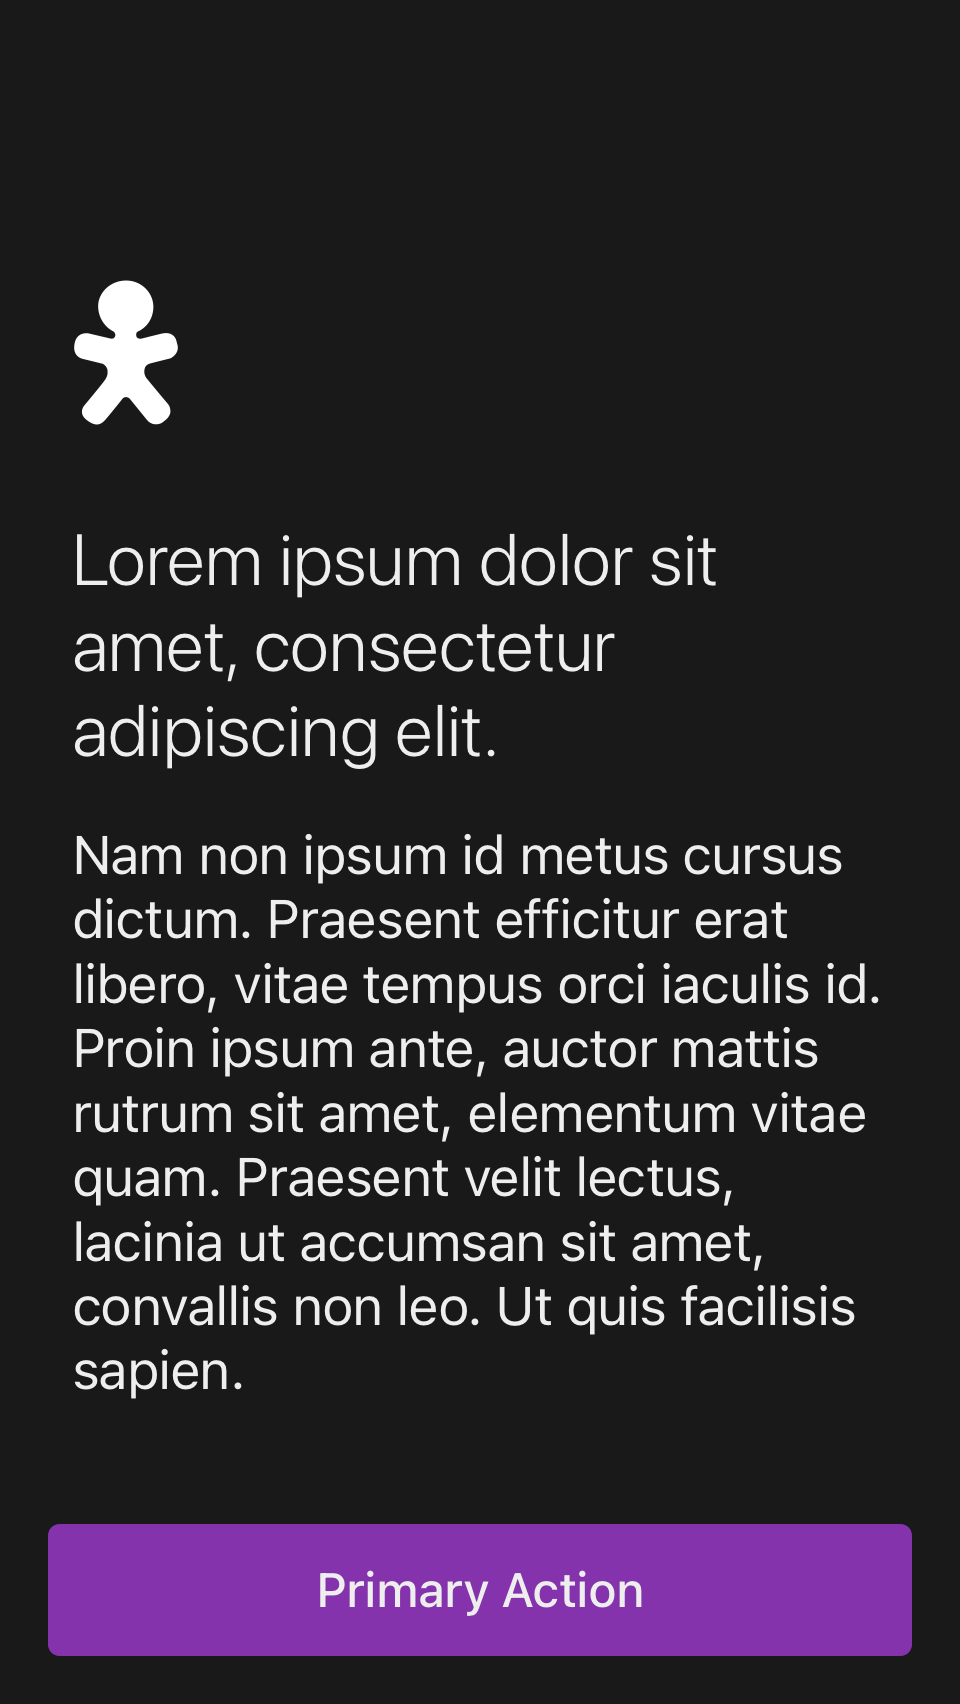 Lorem ipsum dolor sit
amet, consectetur
adipiscing elit.
Nam non ipsum id metus cursus
dictum. Praesent efficitur erat
libero, vitae tempus orci iaculis id.
Proin ipsum ante, auctor mattis
rutrum sit amet, elementum vitae
quam. Praesent velit lectus,
lacinia ut accumsan sit amet,
convallis non leo. Ut quis facilisis
sapien.
Primary Action